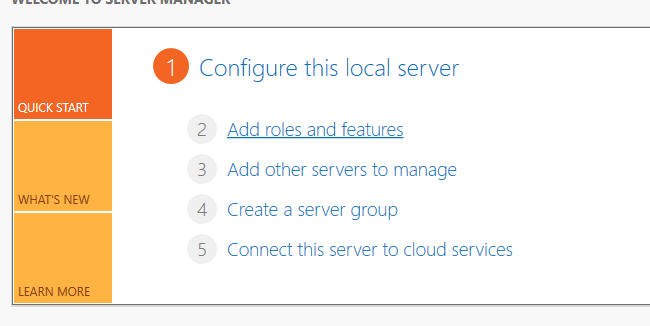 WELCOME TO SERVER MANAGER
QUICK START
WHAT'S NEW
LEARN MORE
1 Configure this local server
2 Add roles and features
3 Add other servers to manage
4 Create a server group
5 Connect this server to cloud services